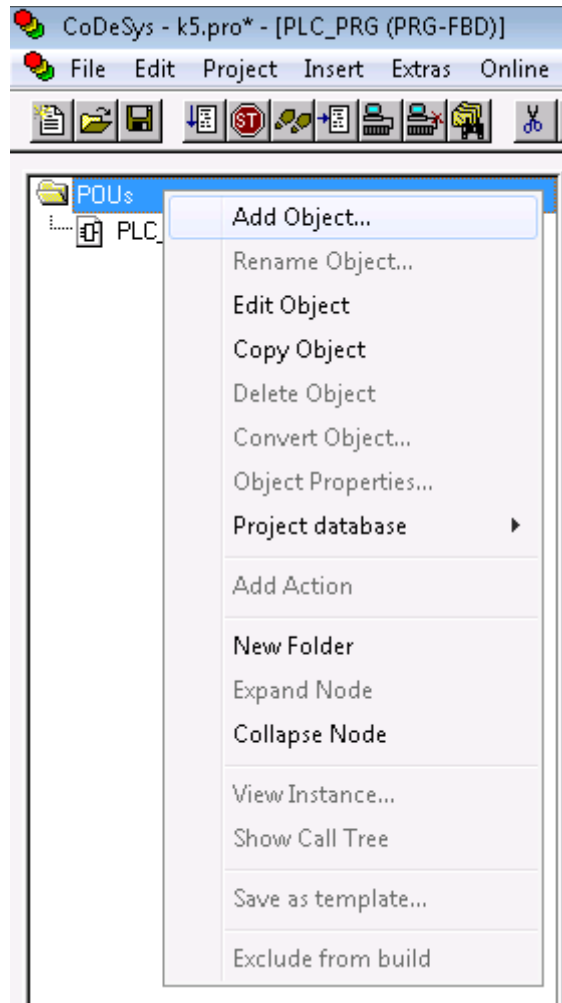 CoDeSys - k5.pro* - [PLC_PRG (PRG-FBD)]
File Edit Project Insert Extras Online
ST
POUs
PLC_
Add Object...
Rename Object...
Edit Object
Copy Object
Delete Object
Convert Object...
Object Properties...
Project database
Add Action
New Folder
Expand Node
Collapse Node
View Instance...
Show Call Tree
Save as template...
Exclude from build